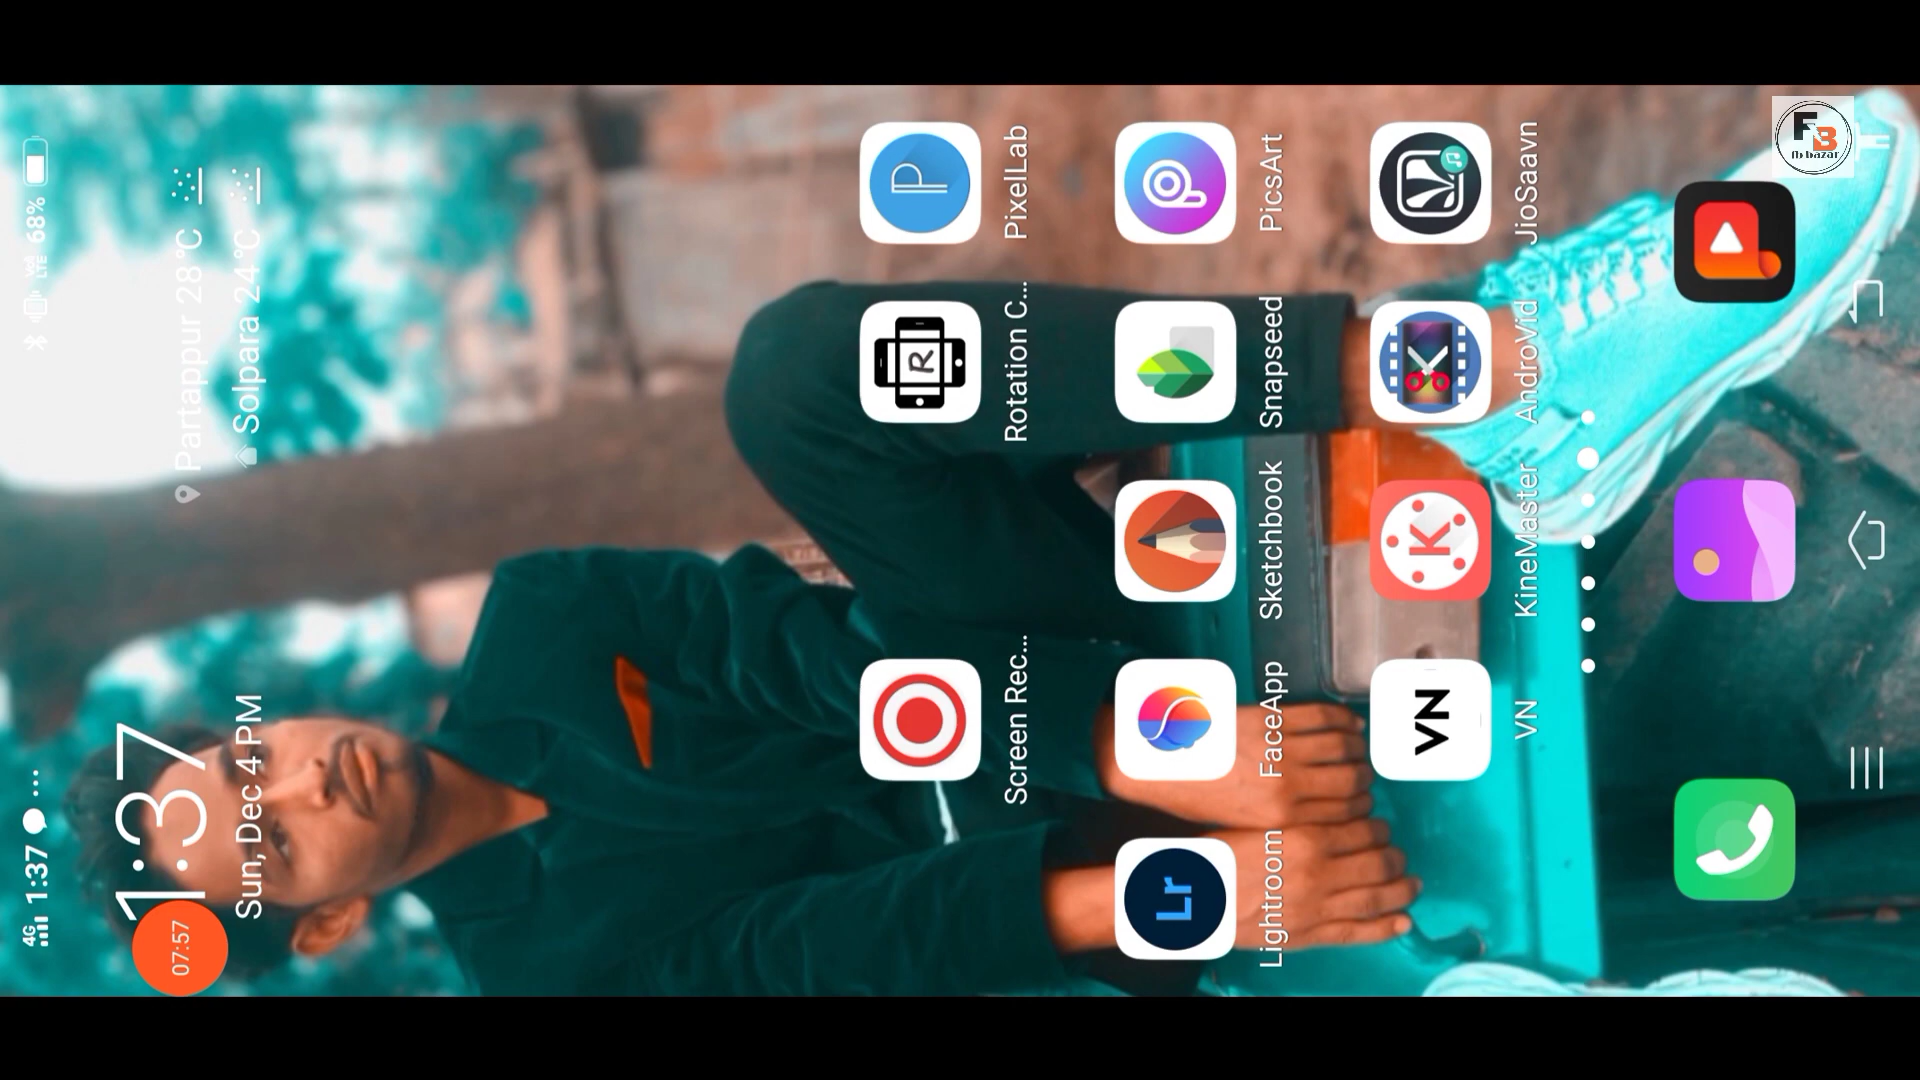 4G 1:37 ... VoLTE 68%
1:37
Sun, Dec 4 PM
Partappur 28°C
Solpara 24°C
07:57
Screen Rec...
Rotation C...
PixelLab
Lightroom
FaceApp
Sketchbook
Snapseed
PicsArt
VN
KineMaster
AndroVid
JioSaavn
Lr
VN
K
R
P
FB
fb bazar